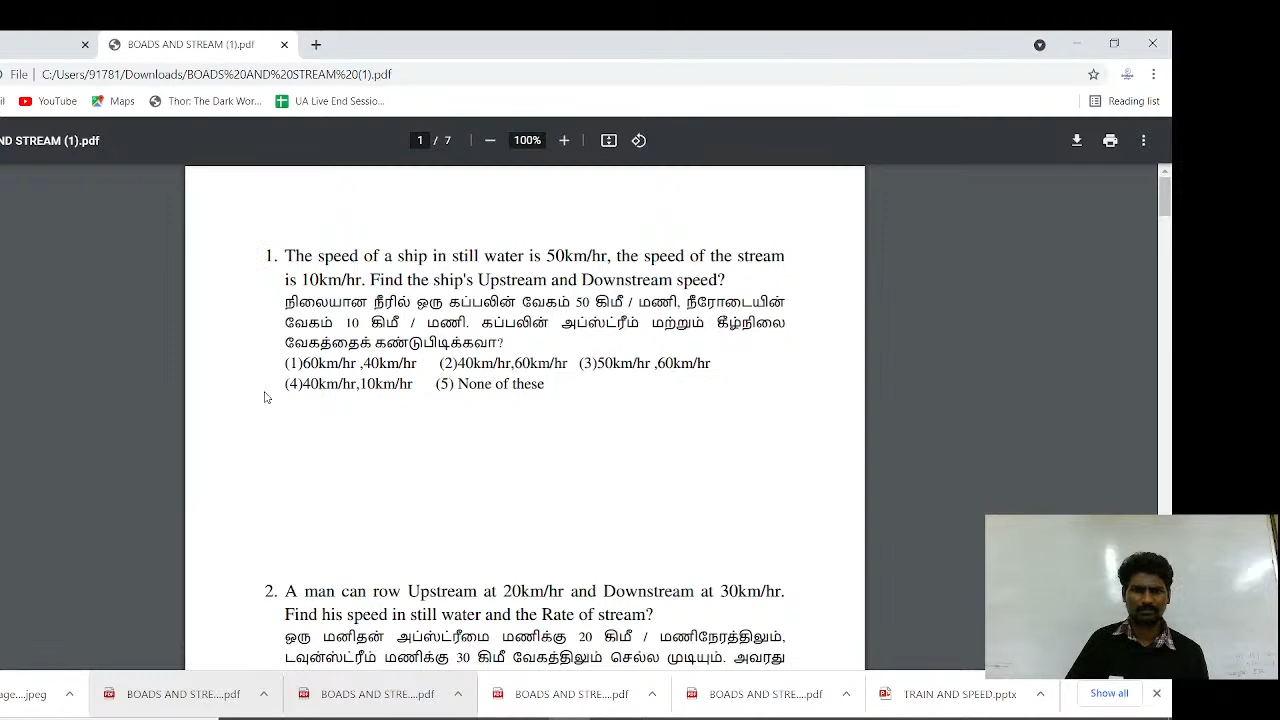 BOADS AND STREAM (1).pdf
File | C:/Users/91781/Downloads/BOADS%20AND%20STREAM%20(1).pdf
YouTube Maps Thor: The Dark Wor... UA Live End Sessio... Reading list
ND STREAM (1).pdf 1 / 7 100%
1. The speed of a ship in still water is 50km/hr, the speed of the stream
is 10km/hr. Find the ship's Upstream and Downstream speed?
நிலையான நீரில் ஒரு கப்பலின் வேகம் 50 கிமீ / மணி, நீரோடையின்
வேகம் 10 கிமீ / மணி. கப்பலின் அப்ஸ்ட்ரீம் மற்றும் கீழ்நிலை
வேகத்தைக் கண்டுபிடிக்கவா?
(1)60km/hr ,40km/hr (2)40km/hr,60km/hr (3)50km/hr ,60km/hr
(4)40km/hr,10km/hr (5) None of these
2. A man can row Upstream at 20km/hr and Downstream at 30km/hr.
Find his speed in still water and the Rate of stream?
ஒரு மனிதன் அப்ஸ்ட்ரீமை மணிக்கு 20 கிமீ / மணிநேரத்திலும்,
டவுன்ஸ்ட்ரீம் மணிக்கு 30 கிமீ வேகத்திலும் செல்ல முடியும். அவரது
age...jpeg BOADS AND STRE....pdf BOADS AND STRE....pdf BOADS AND STRE....pdf BOADS AND STRE....pdf TRAIN AND SPEED.pptx Show all